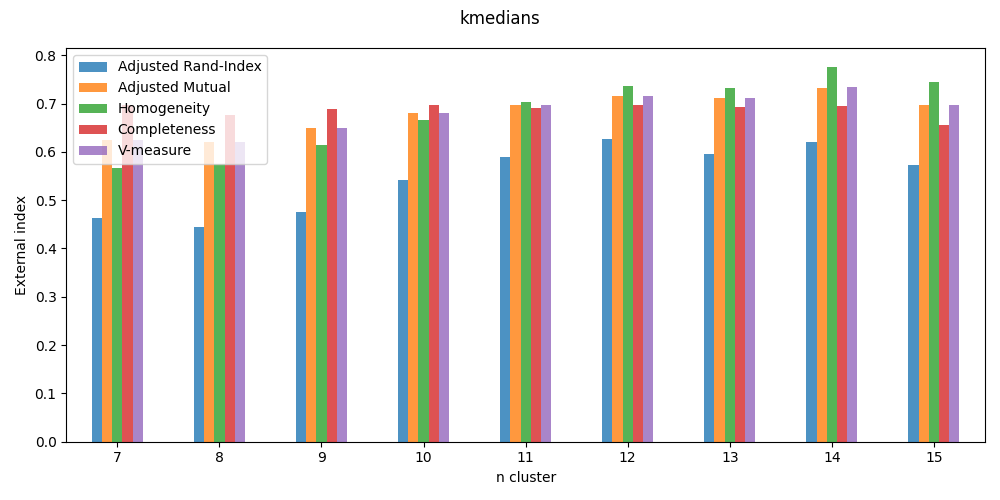 kmedians
0.8
0.7
0.6
0.5
0.4
0.3
0.2
0.1
0.0
External index
Adjusted Rand-Index
Adjusted Mutual
Homogeneity
Completeness
V-measure
7 8 9 10 11 12 13 14 15
n cluster